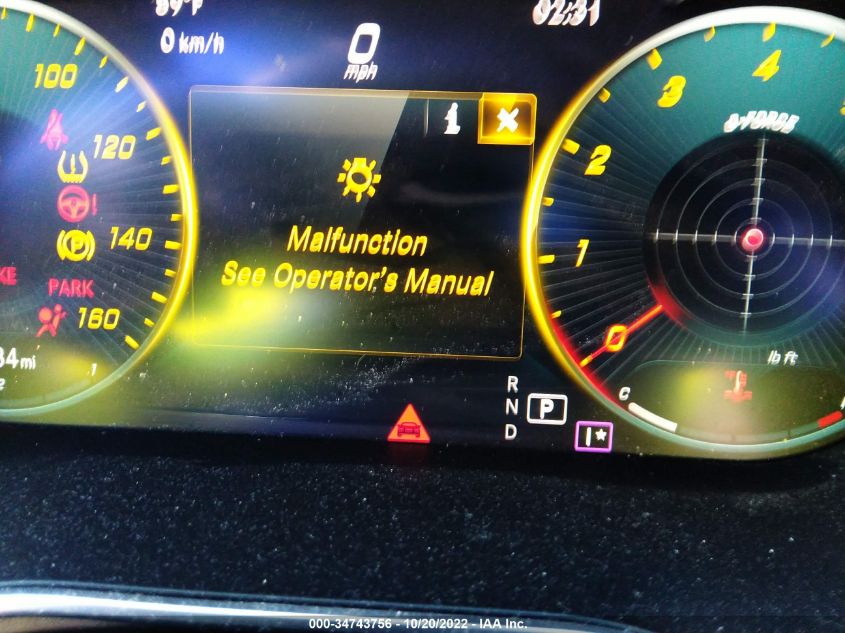 0 km/h
0
mph
100
120
140
160
PARK
mi
i
Malfunction
See Operator's Manual
1
2
3
4
0
G-FORCE
lb ft
C
R
N
D
P
000-34743756 - 10/20/2022 - IAA Inc.